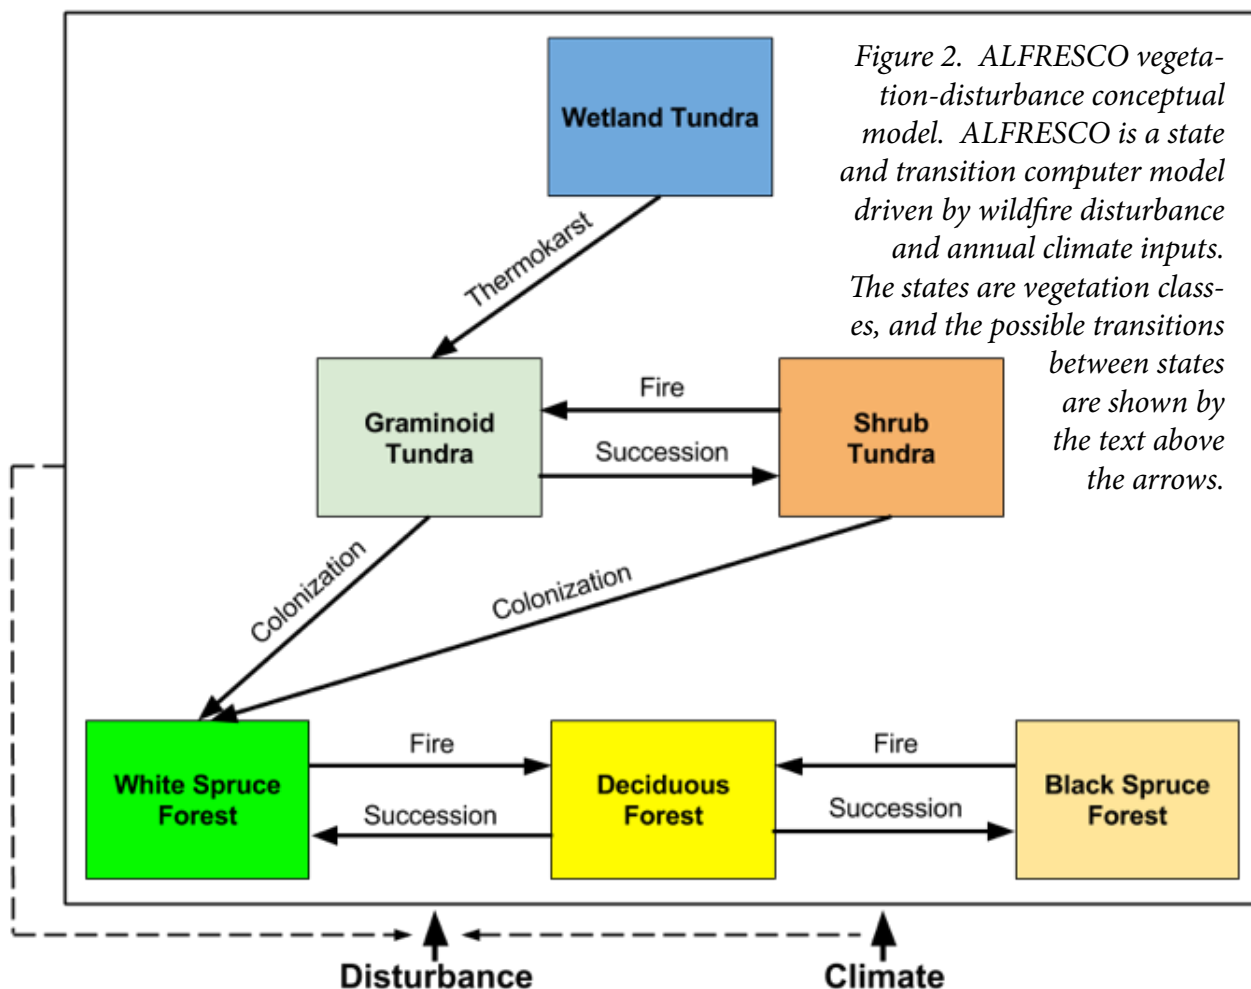 Figure 2. ALFRESCO vegeta-
tion-disturbance conceptual
model. ALFRESCO is a state
and transition computer model
driven by wildfire disturbance
and annual climate inputs.
The states are vegetation class-
es, and the possible transitions
between states
are shown by
the text above
the arrows.
Wetland Tundra
Thermokarst
Graminoid
Tundra
Fire
Succession
Shrub
Tundra
Colonization
Colonization
White Spruce
Forest
Fire
Succession
Deciduous
Forest
Fire
Succession
Black Spruce
Forest
Disturbance
Climate